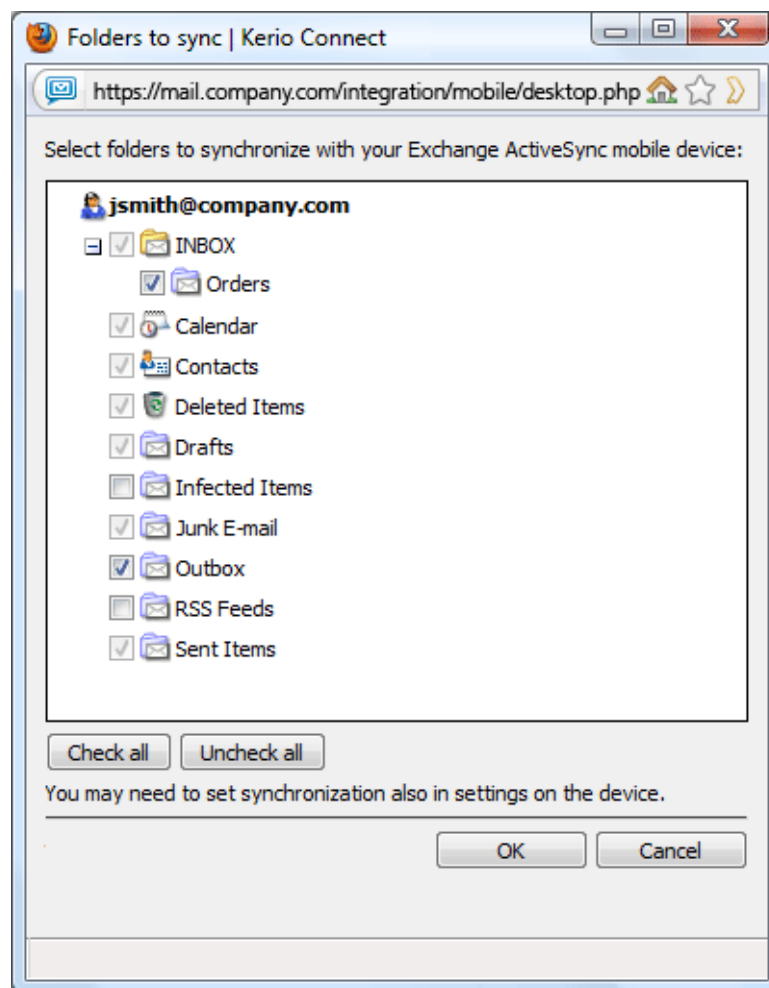 Folders to sync | Kerio Connect
https://mail.company.com/integration/mobile/desktop.php
Select folders to synchronize with your Exchange ActiveSync mobile device:
jsmith@company.com
INBOX
Orders
Calendar
Contacts
Deleted Items
Drafts
Infected Items
Junk E-mail
Outbox
RSS Feeds
Sent Items
Check all Uncheck all
You may need to set synchronization also in settings on the device.
OK Cancel